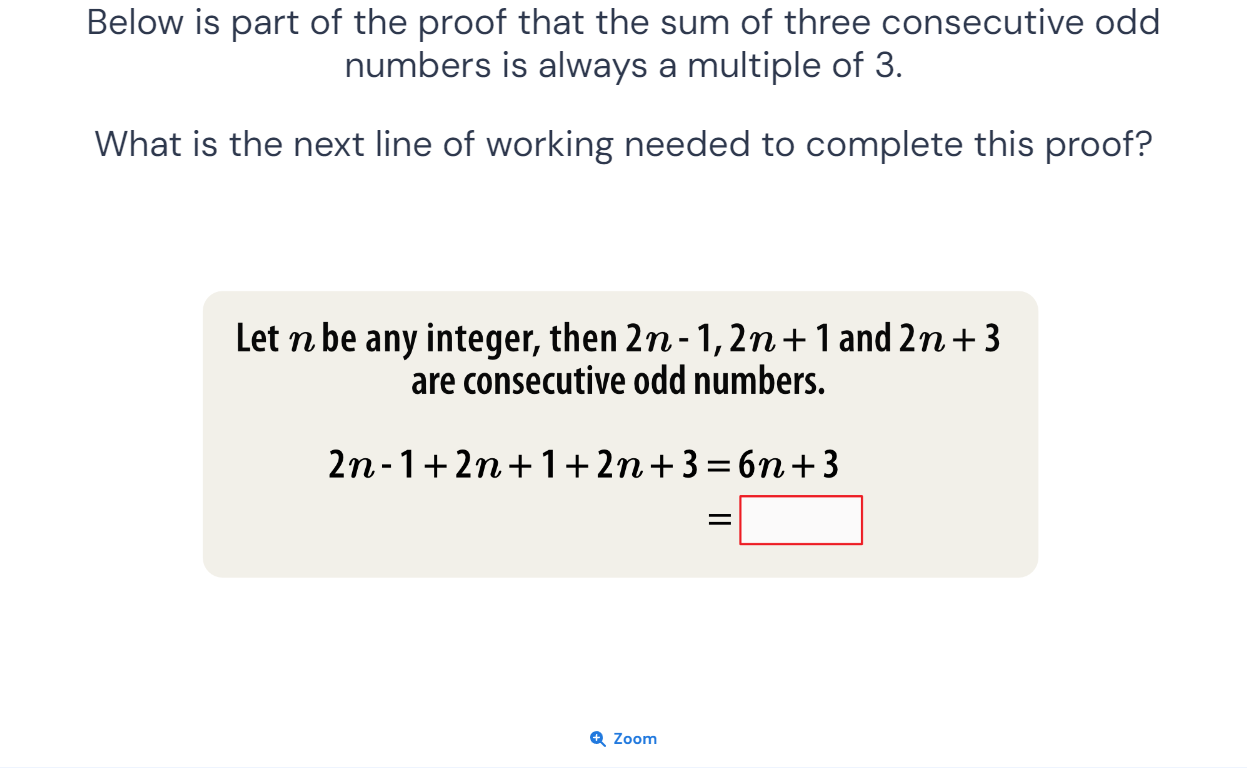 Below is part of the proof that the sum of three consecutive odd
numbers is always a multiple of 3.
What is the next line of working needed to complete this proof?
Let n be any integer, then 2n - 1, 2n + 1 and 2n + 3
are consecutive odd numbers.
2n - 1 + 2n + 1 + 2n + 3 = 6n + 3
=
Zoom